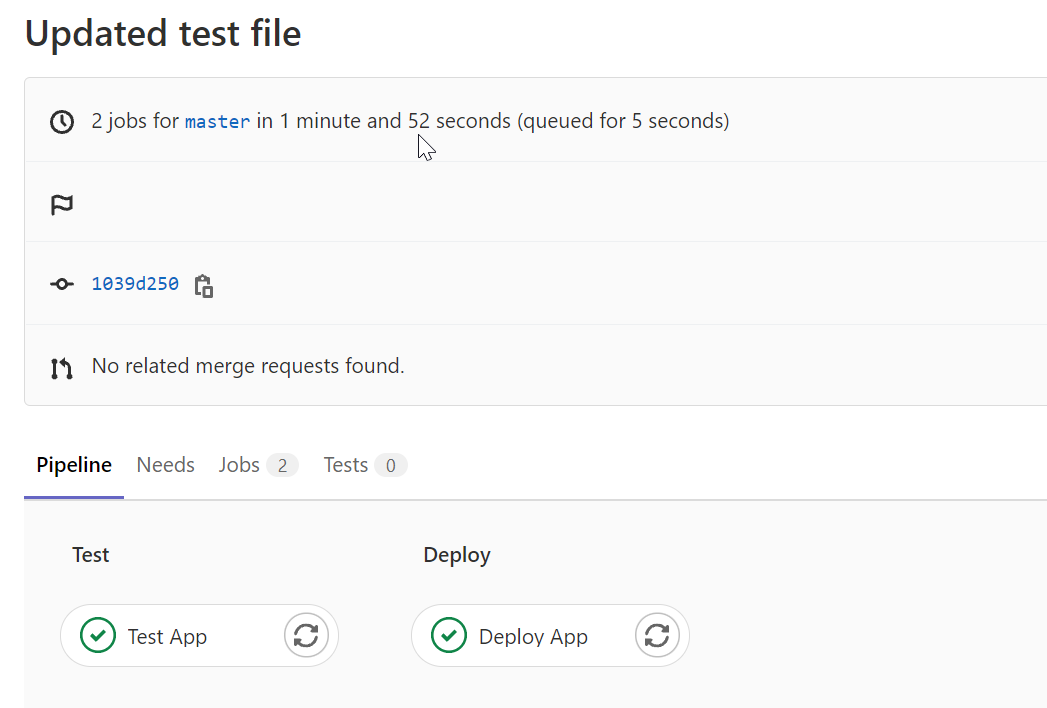 Updated test file
2 jobs for master in 1 minute and 52 seconds (queued for 5 seconds)
1039d250
No related merge requests found.
Pipeline Needs Jobs 2 Tests 0
Test Deploy
Test App Deploy App